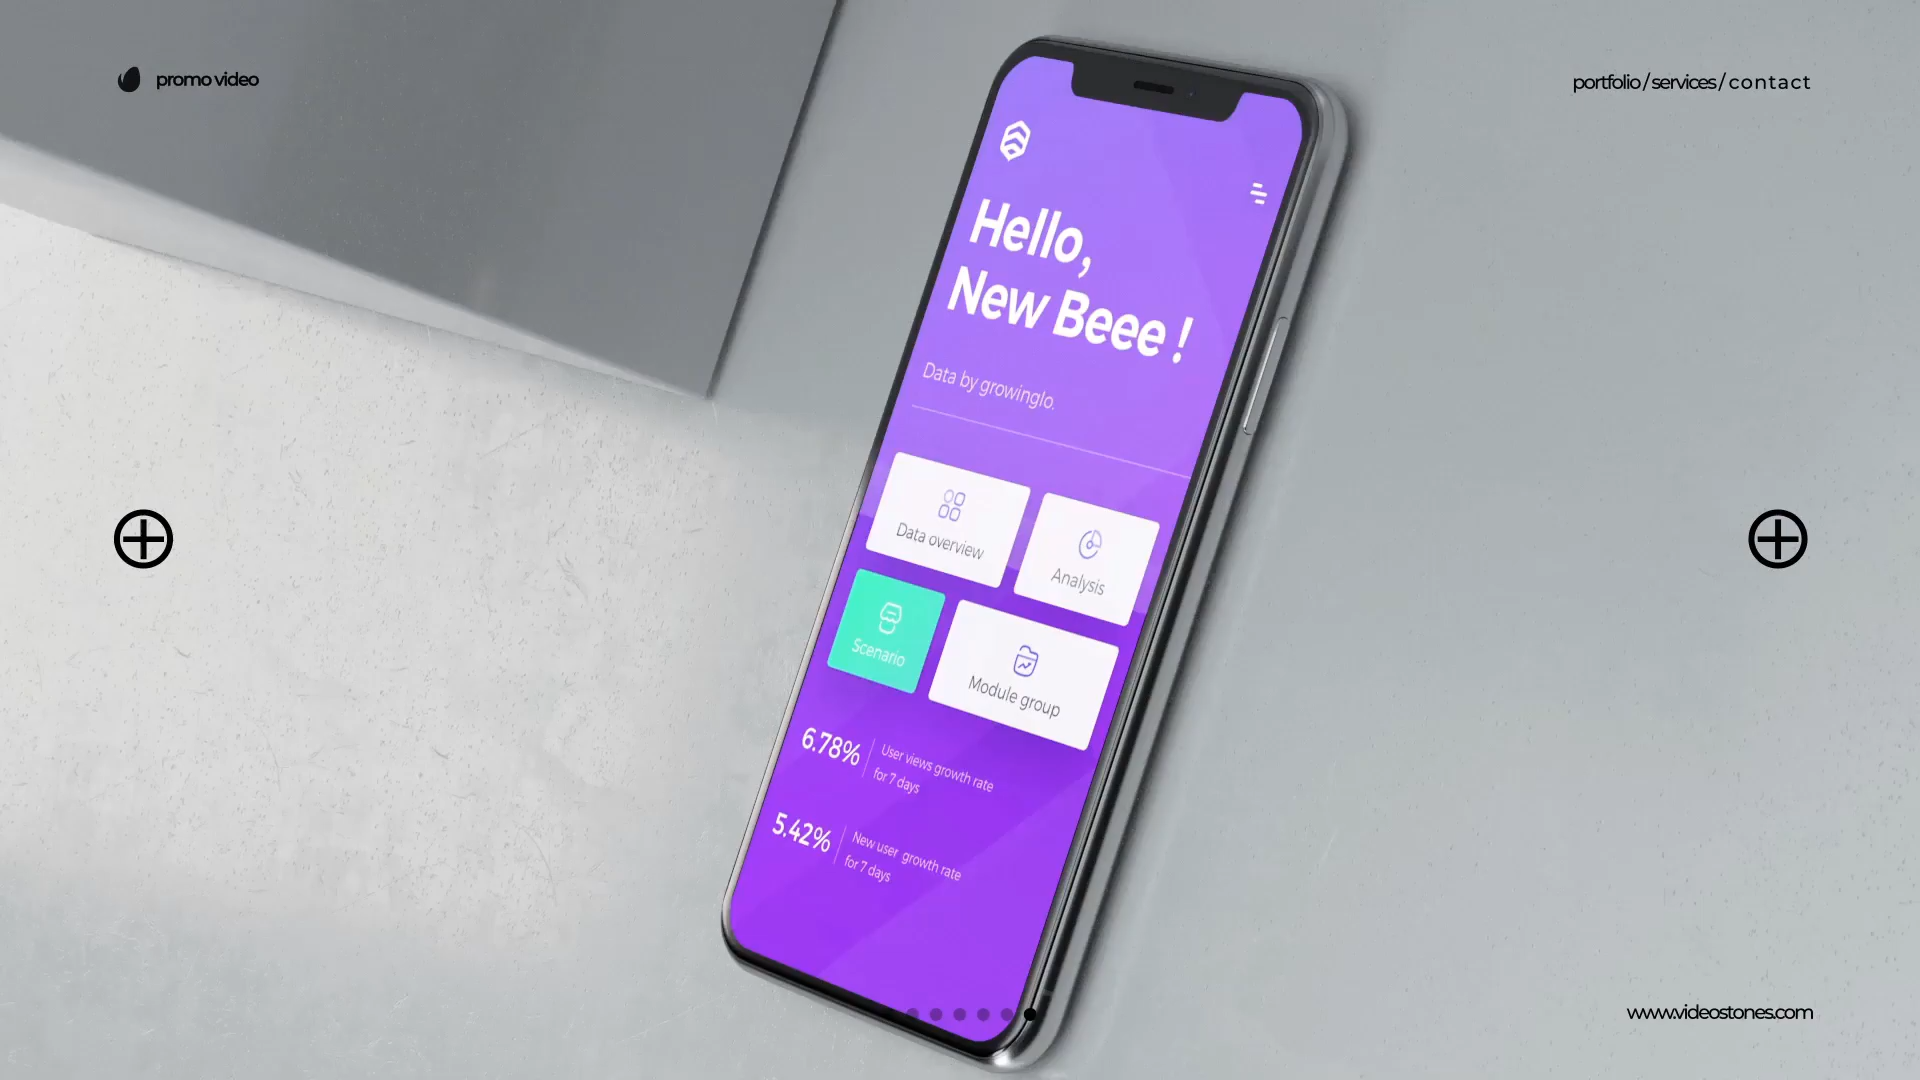 promo video
portfolio/services/contact
Hello,
New Beee !
Data by growinglo.
Data overview
Analysis
Scenario
Module group
6.78%
User views growth rate
for 7 days
5.42%
New user growth rate
for 7 days
www.videostones.com